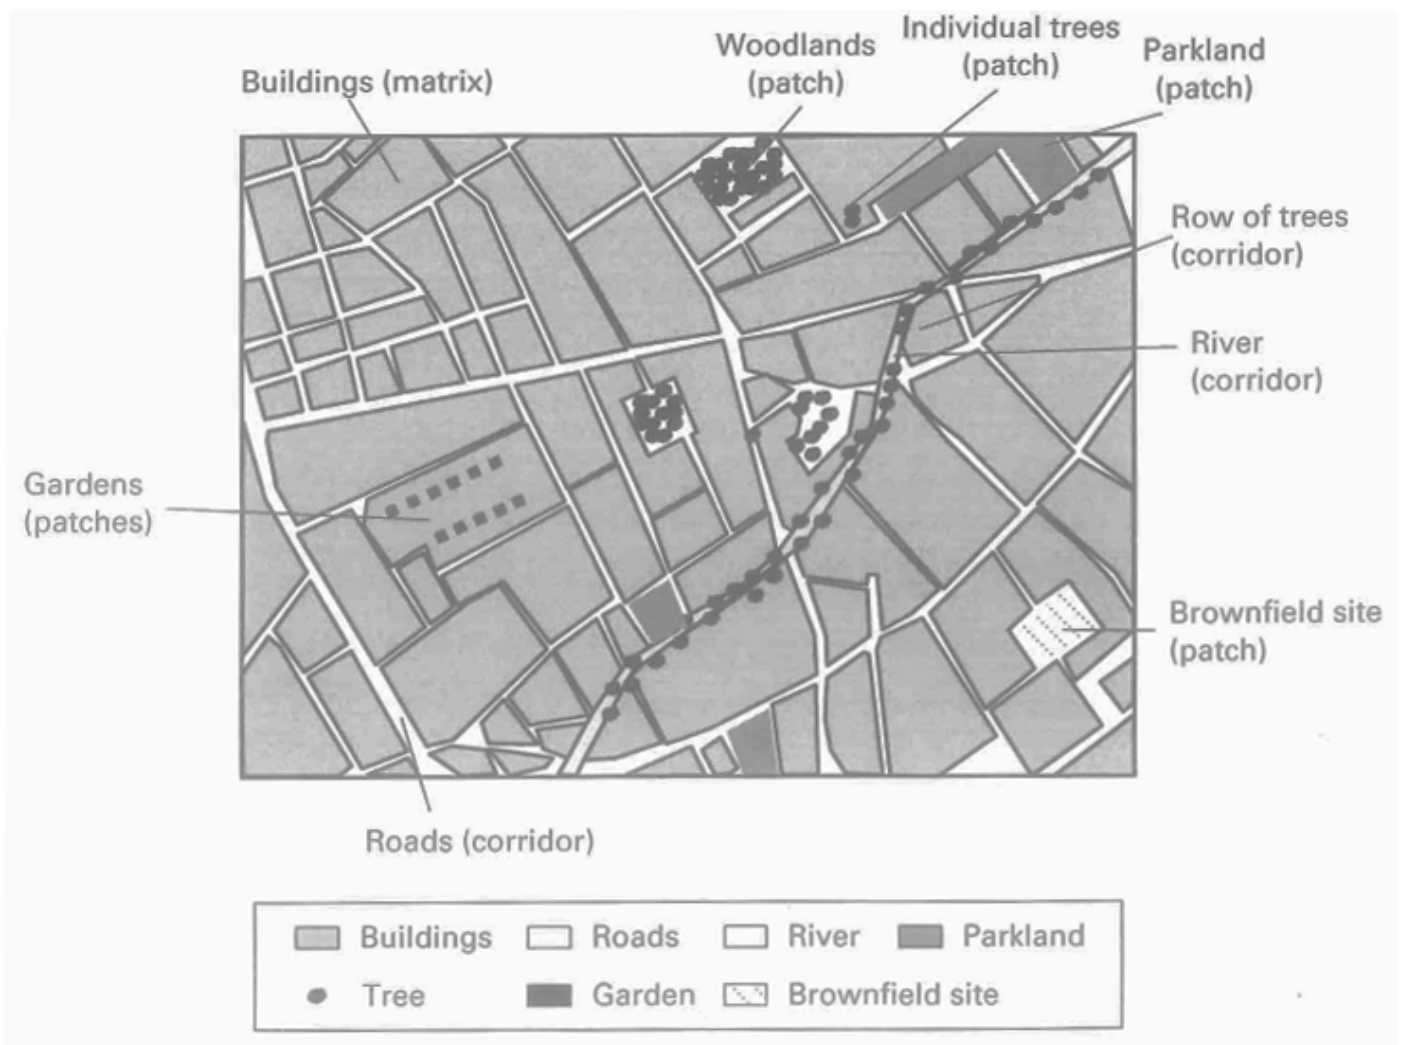 Buildings (matrix)
Woodlands
(patch)
Individual trees
(patch)
Parkland
(patch)
Row of trees
(corridor)
River
(corridor)
Gardens
(patches)
Brownfield site
(patch)
Roads (corridor)
Buildings Roads River Parkland
Tree Garden Brownfield site